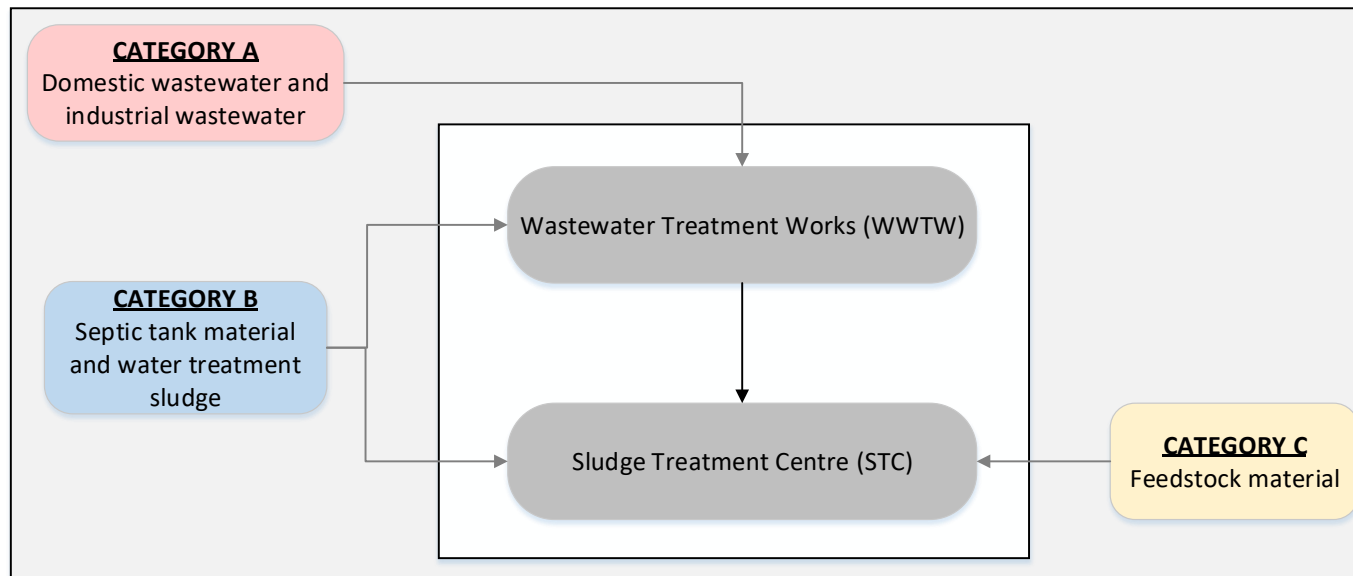 CATEGORY A
Domestic wastewater and
industrial wastewater
Wastewater Treatment Works (WWTW)
CATEGORY B
Septic tank material
and water treatment
sludge
Sludge Treatment Centre (STC)
CATEGORY C
Feedstock material